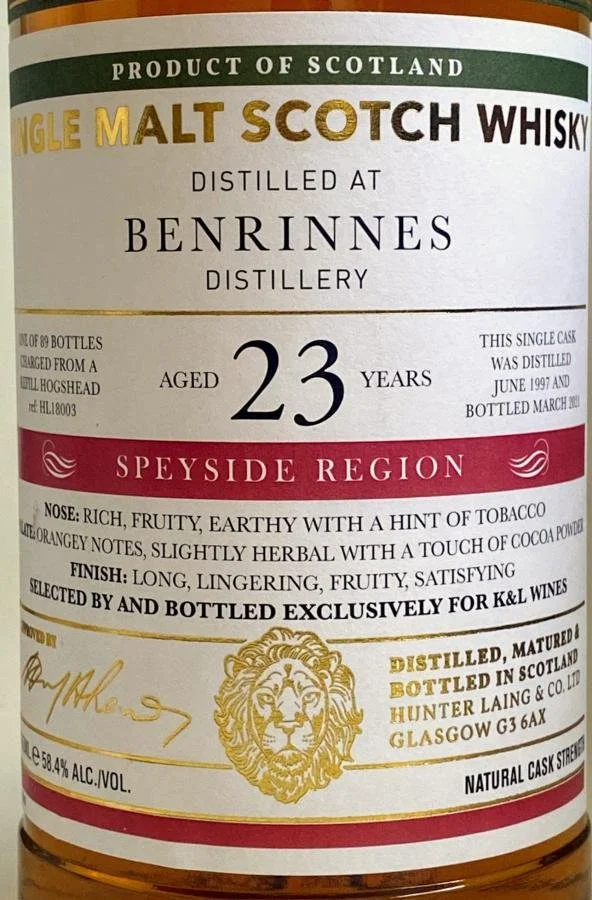 PRODUCT OF SCOTLAND
SINGLE MALT SCOTCH WHISKY
DISTILLED AT
BENRINNES
DISTILLERY
ONE OF 89 BOTTLES
CHARGED FROM A
REFILL HOGSHEAD
ref: HL18003
AGED 23 YEARS
THIS SINGLE CASK
WAS DISTILLED
JUNE 1997 AND
BOTTLED MARCH 2021
SPEYSIDE REGION
NOSE: RICH, FRUITY, EARTHY WITH A HINT OF TOBACCO
PALATE: ORANGEY NOTES, SLIGHTLY HERBAL WITH A TOUCH OF COCOA POWDER
FINISH: LONG, LINGERING, FRUITY, SATISFYING
SELECTED BY AND BOTTLED EXCLUSIVELY FOR K&L WINES
APPROVED BY
DISTILLED, MATURED &
BOTTLED IN SCOTLAND
HUNTER LAING & CO. LTD
GLASGOW G3 6AX
℮ 58.4% ALC./VOL.
NATURAL CASK STRENGTH